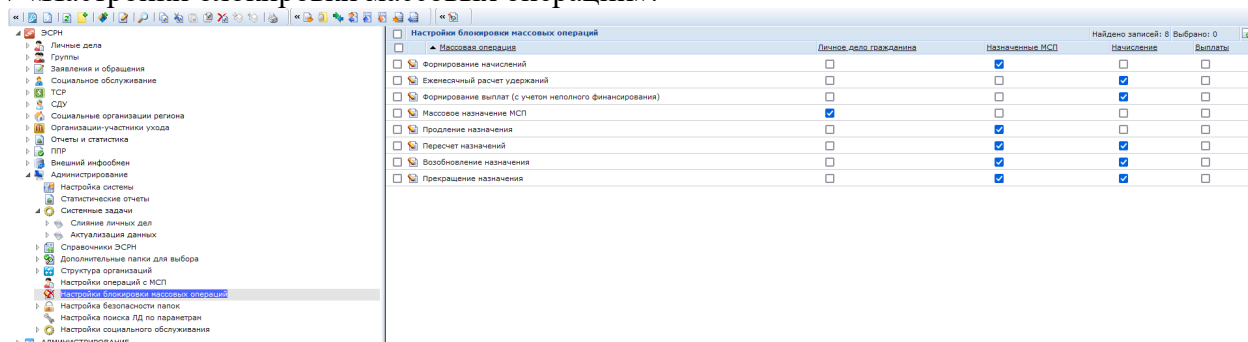 «Настройки блокировки массовых операций».
ЭСРН
Личные дела
Группы
Заявления и обращения
Социальное обслуживание
ТСР
СДУ
Социальные организации региона
Организации-участники ухода
Отчеты и статистика
ППР
Внешний инфообмен
Администрирование
Настройка системы
Статистические отчеты
Системные задачи
Слияние личных дел
Актуализация данных
Справочники ЭСРН
Дополнительные папки для выбора
Структура организаций
Настройки операций с МСП
Настройки блокировки массовых операций
Настройка безопасности папок
Настройка поиска ЛД по параметрам
Настройки социального обслуживания
АДМИНИСТРИРОВАНИЕ
Настройки блокировки массовых операций Найдено записей: 8 Выбрано: 0
Массовая операция Личное дело гражданина Назначенные МСП Начисление Выплаты
Формирование начислений
Ежемесячный расчет удержаний
Формирование выплат (с учетом неполного финансирования)
Массовое назначение МСП
Продление назначения
Пересчет назначений
Возобновление назначения
Прекращение назначения